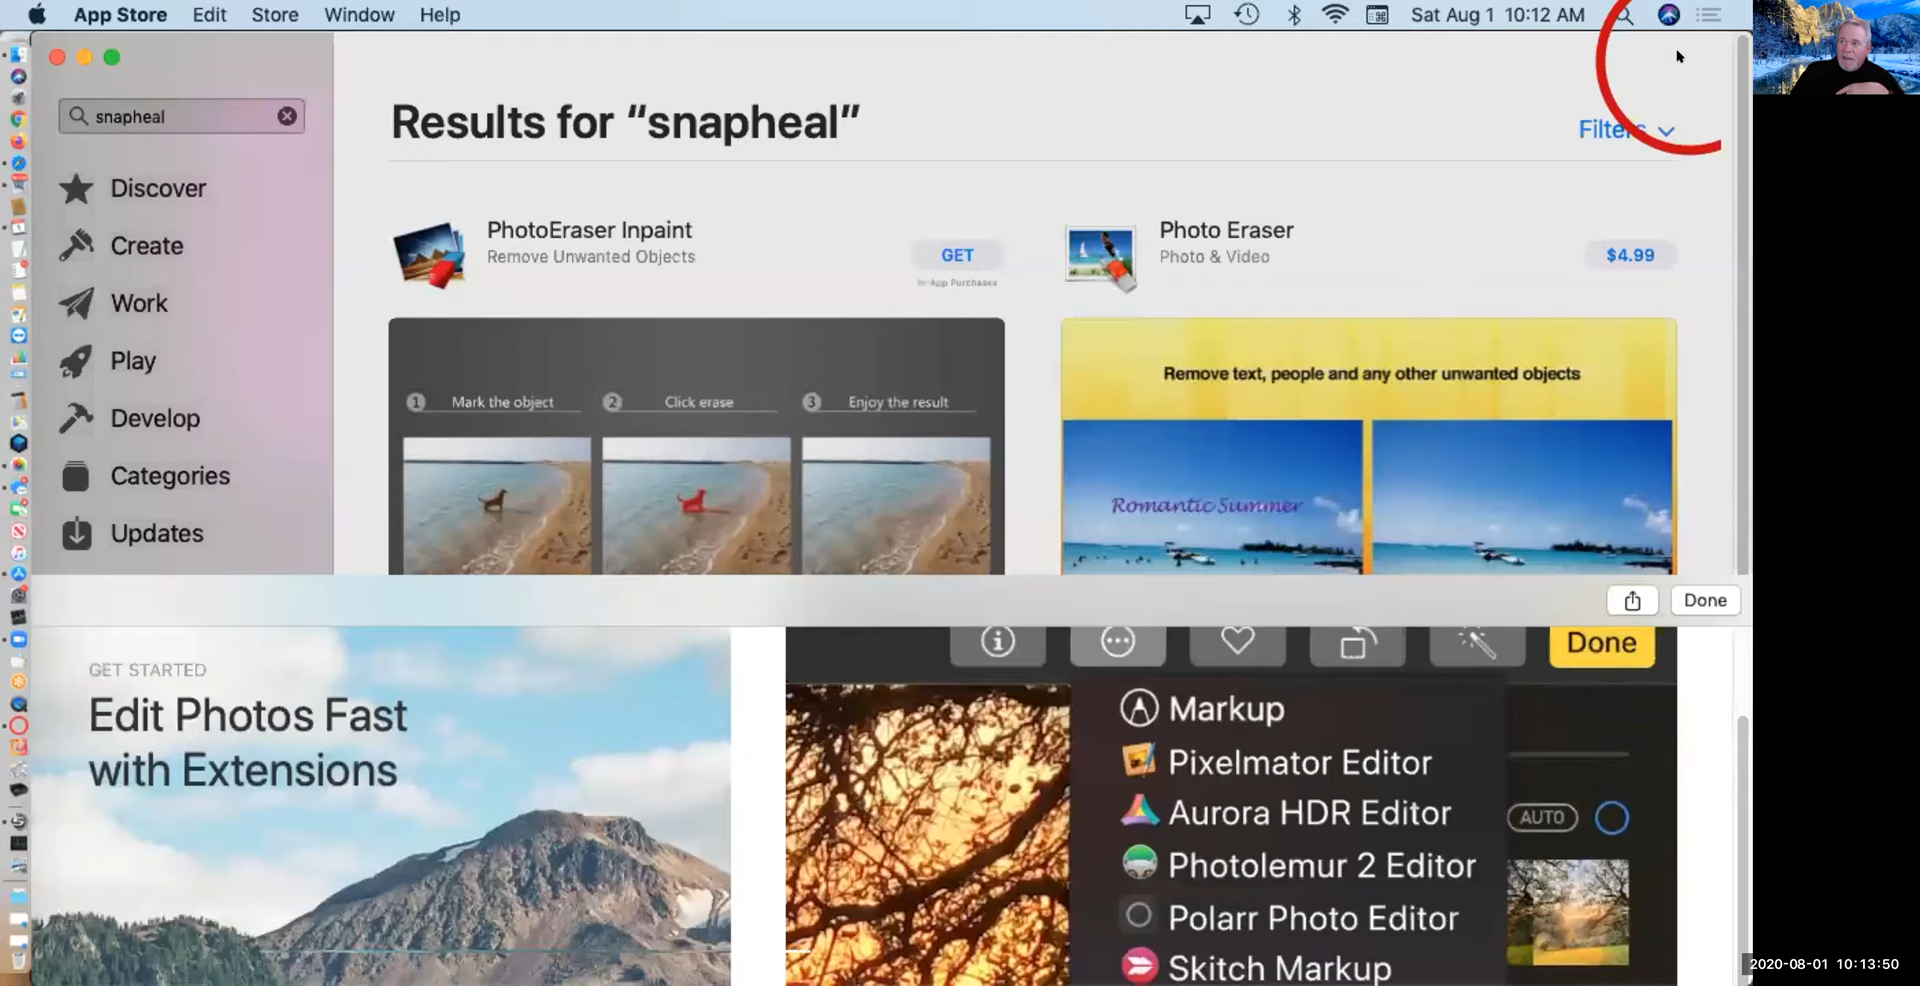 App Store Edit Store Window Help
Sat Aug 1 10:12 AM
snapheal
Discover
Create
Work
Play
Develop
Categories
Updates
Results for “snapheal”
Filters
PhotoEraser Inpaint
Remove Unwanted Objects
GET
In-App Purchases
1 Mark the object
2 Click erase
3 Enjoy the result
Photo Eraser
Photo & Video
$4.99
Remove text, people and any other unwanted objects
Romantic Summer
Done
GET STARTED
Edit Photos Fast
with Extensions
Done
Markup
Pixelmator Editor
Aurora HDR Editor
Photolemur 2 Editor
Polarr Photo Editor
Skitch Markup
AUTO
2020-08-01 10:13:50